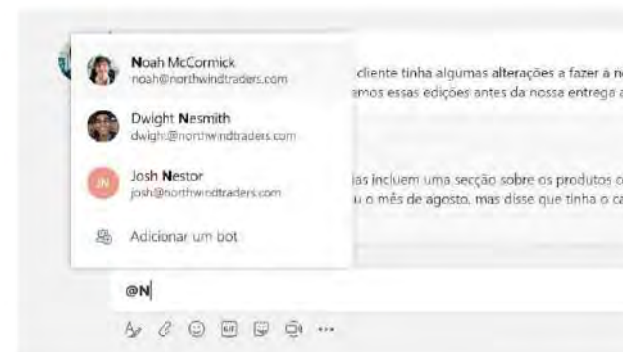 Noah McCormick
noah@northwindtraders.com
Dwight Nesmith
dwight@northwindtraders.com
JN
Josh Nestor
josh@northwindtraders.com
Adicionar um bot
cliente tinha algumas alterações a fazer a
essas edições antes da nossa entrega
incluem uma secção sobre os produtos
u o mês de agosto, mas disse que tinha o
@N
GIF